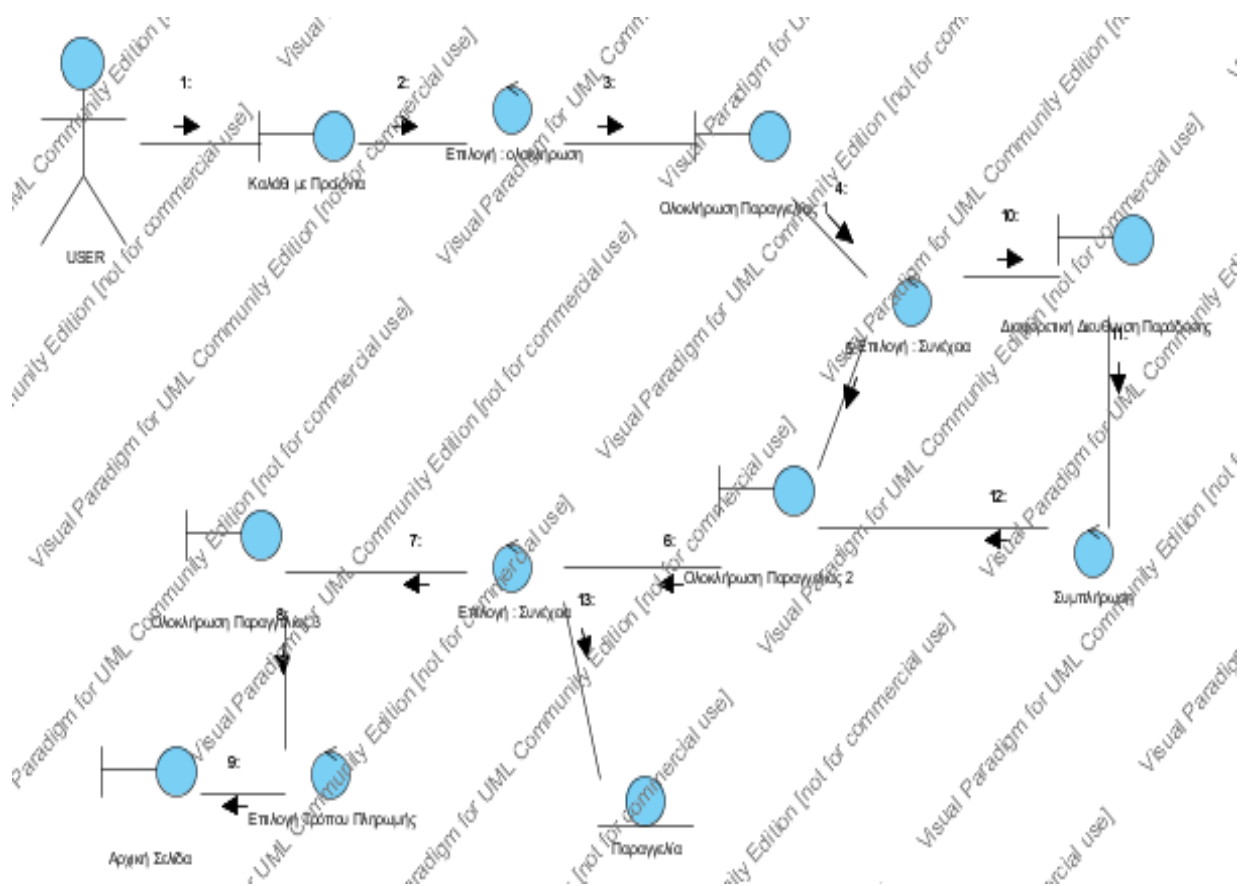 1:
2:
3:
USER
Καλάθ με Προϊόντα
Επιλογή : ολοκλήρωση
Ολοκλήρωση Παραγγελίας 1
4:
10:
Επιλογή : Συνέχεια
Διαφορετική Διευθυνση Παράδοσης
5:
11:
12:
6:
7:
Ολοκλήρωση Παραγγελίας 2
Συμπλήρωση
Επιλογή : Συνέχεια
13:
Ολοκλήρωση Παραγγελίας 3
8:
9:
Επιλογή Τρόπου Πληρωμής
Αρχική Σελίδα
Παραγγελία
Visual Paradigm for UML Community Edition [not for commercial use]